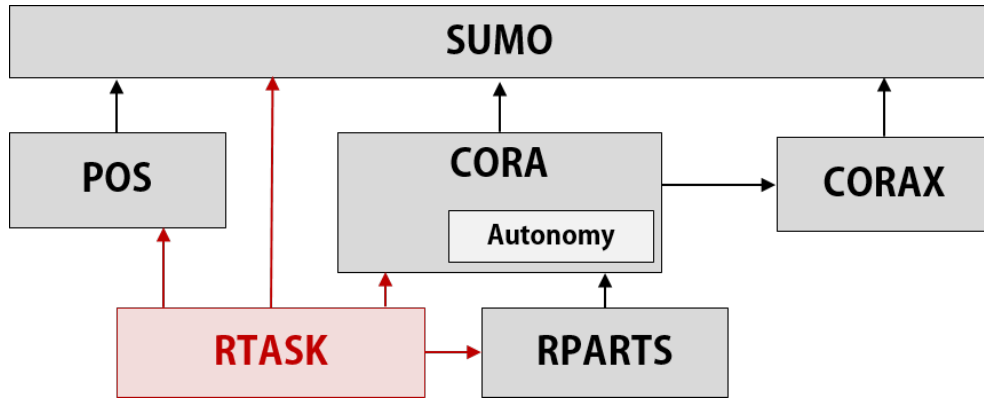 SUMO
POS
CORA
CORAX
Autonomy
RTASK
RPARTS